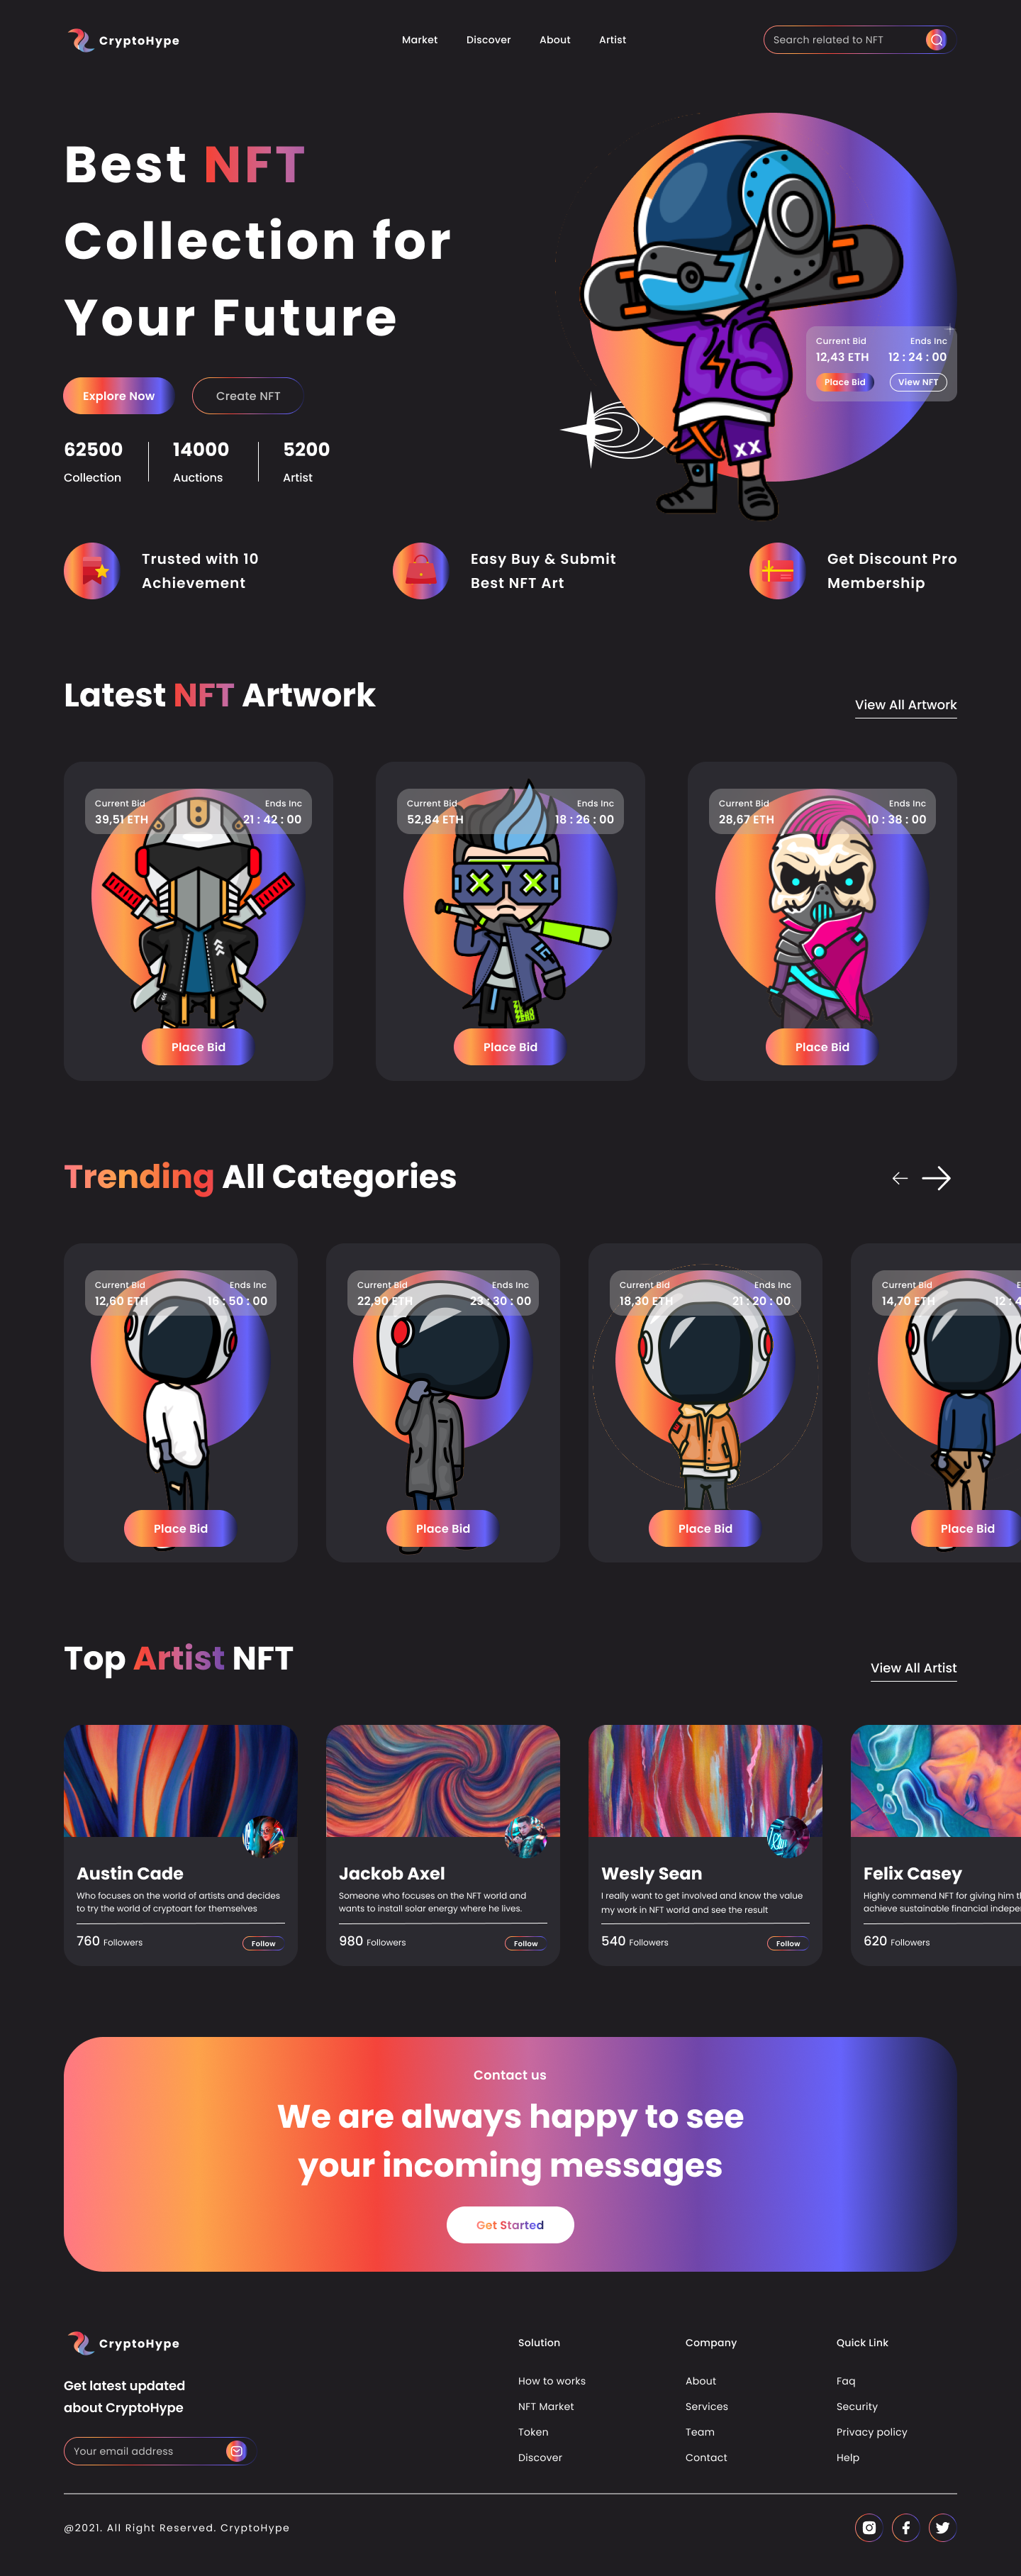 CryptoHype
Market Discover About Artist
Search related to NFT
Best NFT
Collection for
Your Future
Explore Now
Create NFT
62500
Collection
14000
Auctions
5200
Artist
Current Bid Ends Inc
12,43 ETH 12 : 24 : 00
Place Bid View NFT
XX
Trusted with 10
Achievement
Easy Buy & Submit
Best NFT Art
Get Discount Pro
Membership
Latest NFT Artwork
View All Artwork
Current Bid Ends Inc
39,51 ETH 21 : 42 : 00
Place Bid
Current Bid Ends Inc
52,84 ETH 18 : 26 : 00
Place Bid
Current Bid Ends Inc
28,67 ETH 10 : 38 : 00
Place Bid
Trending All Categories
Current Bid Ends Inc
12,60 ETH 16 : 50 : 00
Place Bid
Current Bid Ends Inc
22,90 ETH 23 : 30 : 00
Place Bid
Current Bid Ends Inc
18,30 ETH 21 : 20 : 00
Place Bid
Current Bid E
14,70 ETH 12 : 4
Place Bid
Top Artist NFT
View All Artist
Austin Cade
Who focuses on the world of artists and decides
to try the world of cryptoart for themselves
760 Followers
Follow
Jackob Axel
Someone who focuses on the NFT world and
wants to install solar energy where he lives.
980 Followers
Follow
Wesly Sean
I really want to get involved and know the value
my work in NFT world and see the result
540 Followers
Follow
Felix Casey
Highly commend NFT for giving him t
achieve sustainable financial indepe
620 Followers
Contact us
We are always happy to see
your incoming messages
Get Started
CryptoHype
Get latest updated
about CryptoHype
Your email address
Solution
How to works
NFT Market
Token
Discover
Company
About
Services
Team
Contact
Quick Link
Faq
Security
Privacy policy
Help
@2021. All Right Reserved. CryptoHype